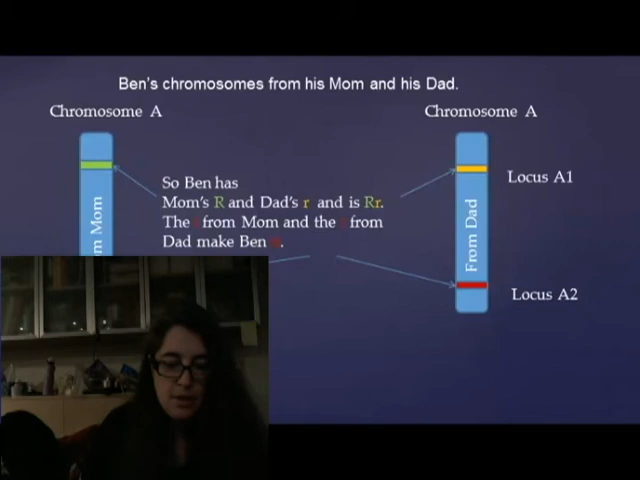 Ben's chromosomes from his Mom and his Dad.
Chromosome A
Chromosome A
So Ben has
Mom's R and Dad's r and is Rr.
The from Mom and the from
Dad make Ben .
Locus A1
Mom
From Dad
Locus A2